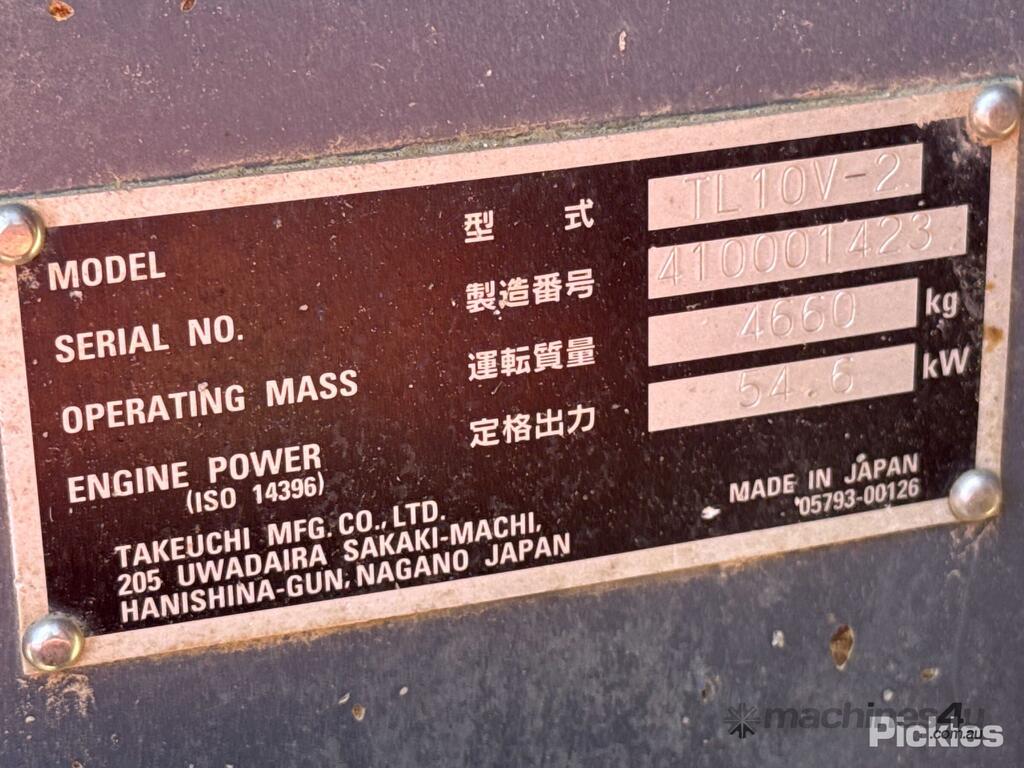 MODEL 型 式 TL10V-2
SERIAL NO. 製造番号 410001423
OPERATING MASS 運転質量 4660 kg
ENGINE POWER 定格出力 54.6 kW
(ISO 14396)
TAKEUCHI MFG. CO., LTD.
205 UWADAIRA SAKAKI-MACHI,
HANISHINA-GUN, NAGANO JAPAN
MADE IN JAPAN
05793-00126
machines4u
.com.au
Pickles